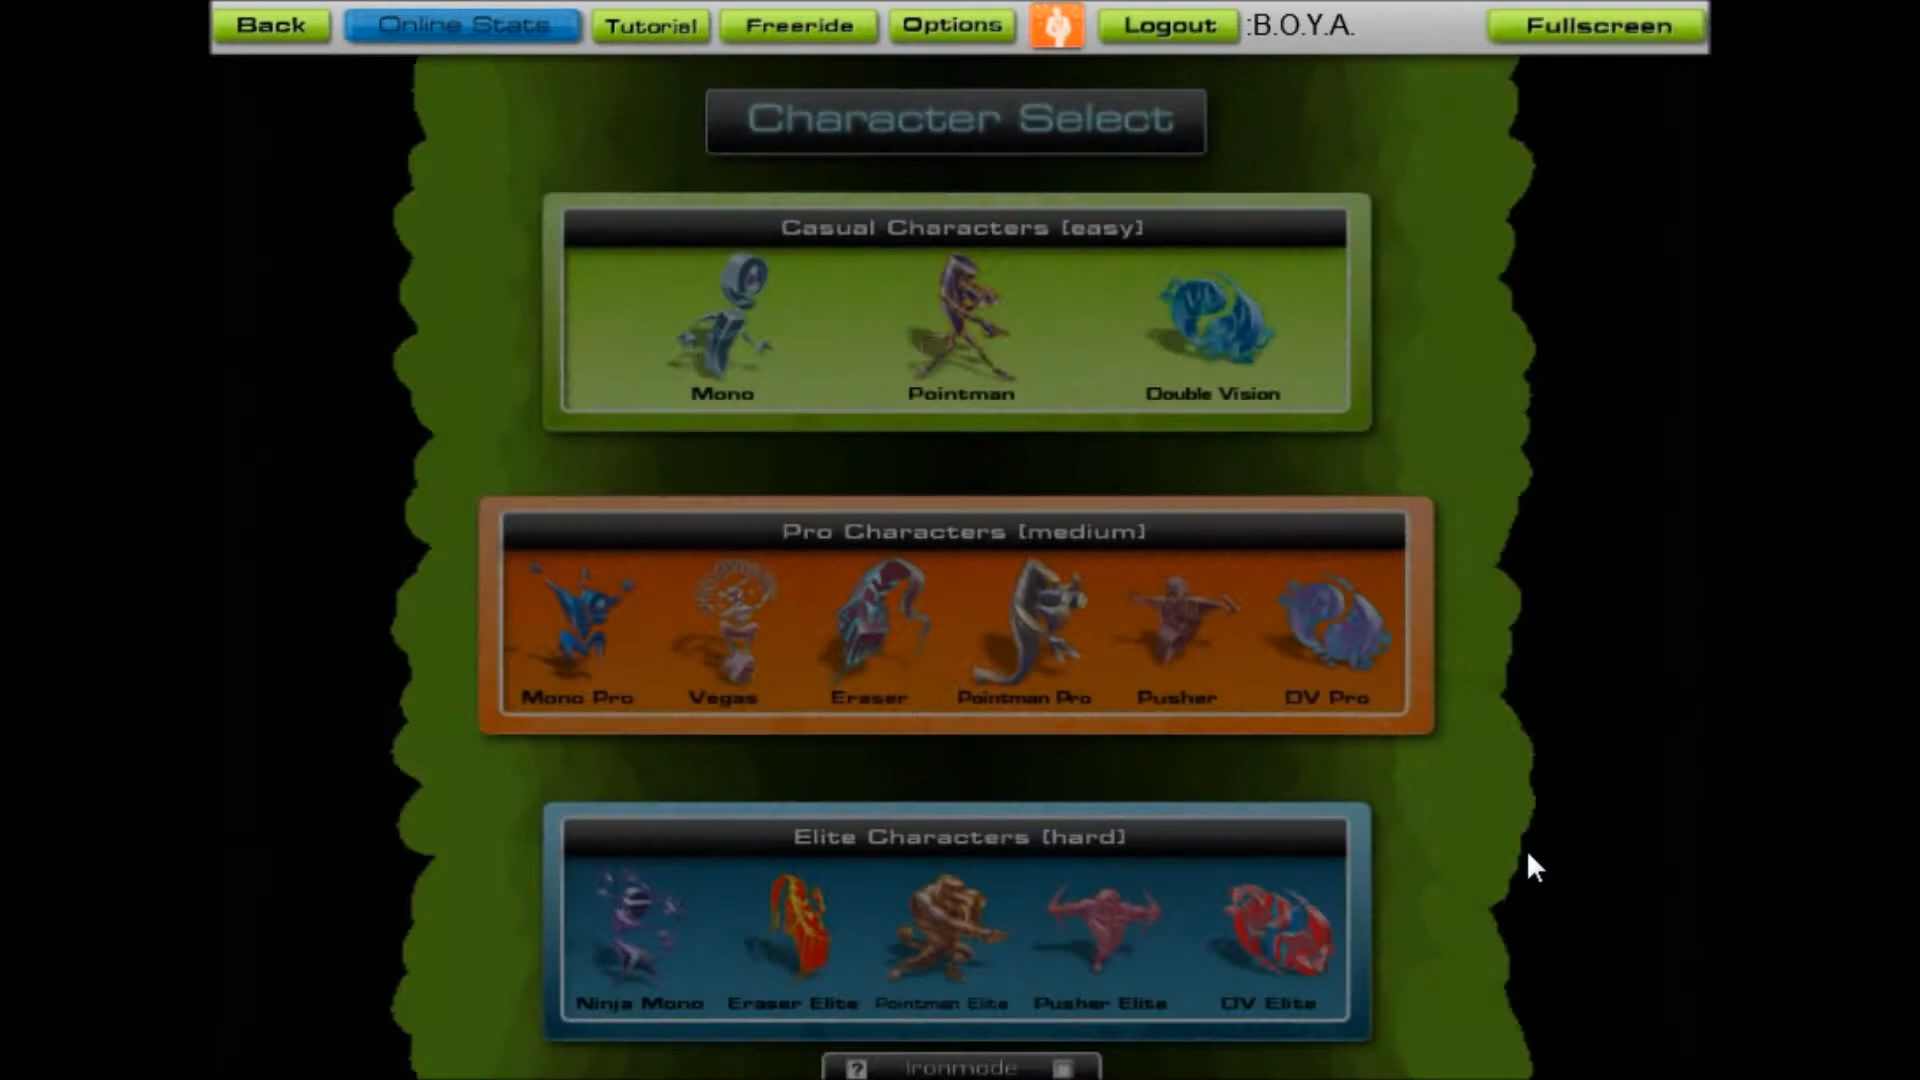 Back Online Stats Tutorial Freeride Options Logout :B.O.Y.A. Fullscreen
Character Select
Casual Characters [easy]
Mono Pointman Double Vision
Pro Characters [medium]
Mono Pro Vegas Eraser Pointman Pro Pusher DV Pro
Elite Characters [hard]
Ninja Mono Eraser Elite Pointman Elite Pusher Elite DV Elite
? Ironmode